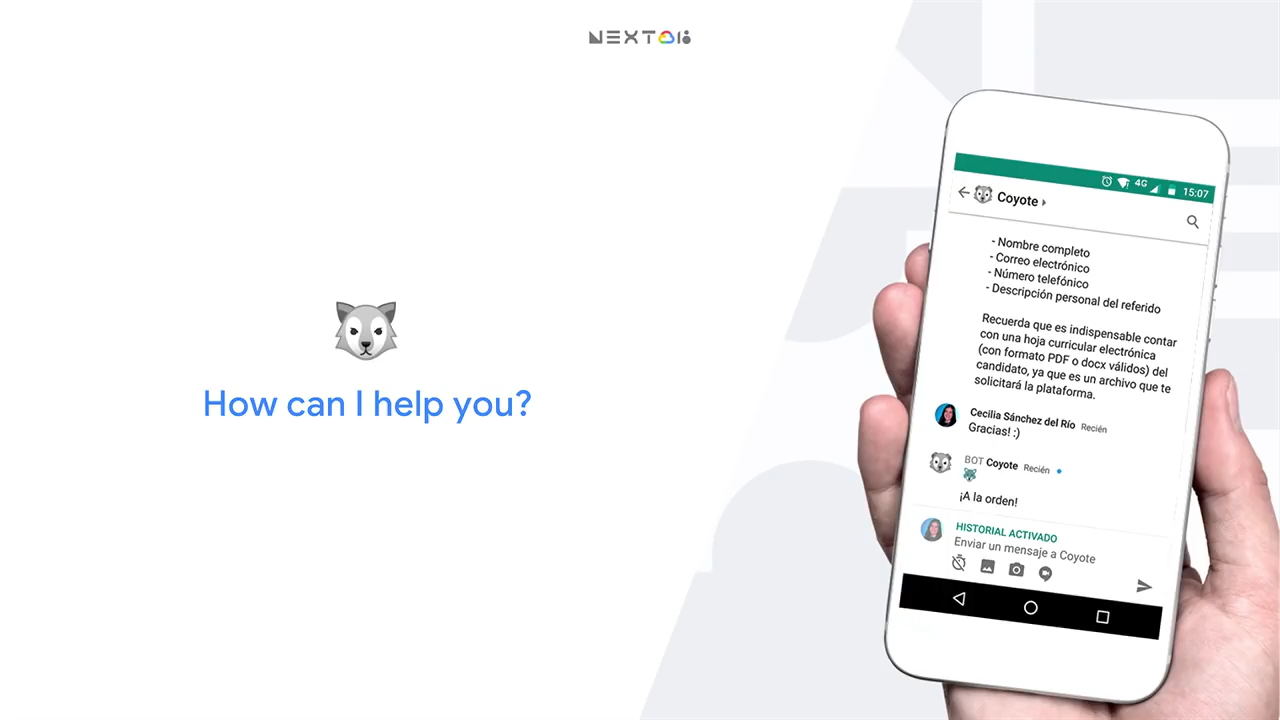 NEXT18
How can I help you?
4G 15:07
Coyote
- Nombre completo
- Correo electrónico
- Número telefónico
- Descripción personal del referido
Recuerda que es indispensable contar
con una hoja curricular electrónica
(con formato PDF o docx válidos) del
candidato, ya que es un archivo que te
solicitará la plataforma.
Cecilia Sánchez del Río Recién
Gracias! :)
BOT Coyote Recién
¡A la orden!
HISTORIAL ACTIVADO
Enviar un mensaje a Coyote